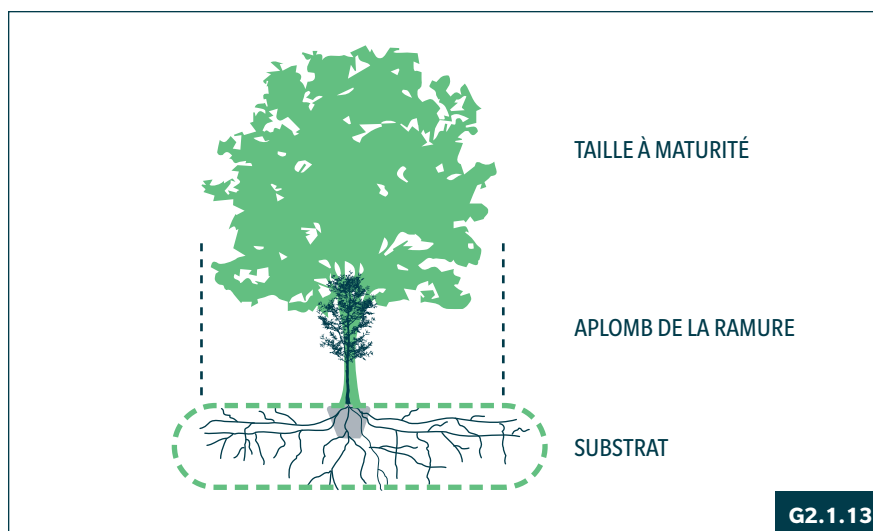 TAILLE À MATURITÉ
APLOMB DE LA RAMURE
SUBSTRAT
G2.1.13